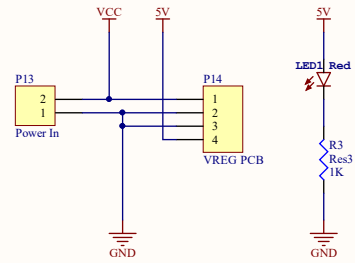 VCC
5V
5V
LED1 Red
P13
P14
2
1
1
2
3
4
Power In
VREG PCB
R3
Res3
1K
GND
GND